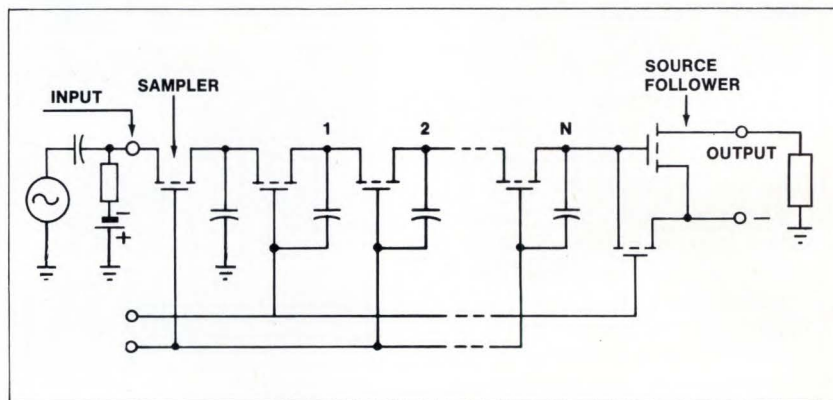 SOURCE
FOLLOWER
SAMPLER
INPUT
1
2
N
OUTPUT